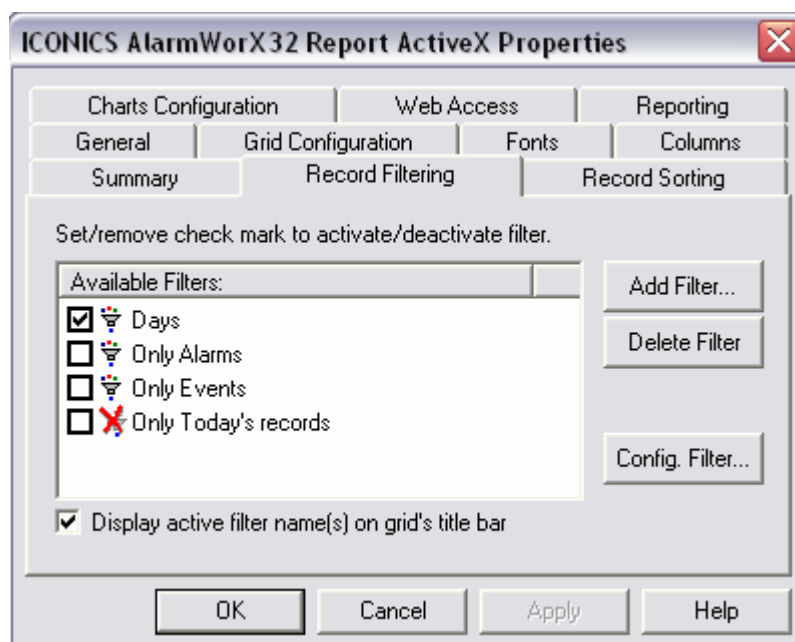 ICONICS AlarmWorX32 Report ActiveX Properties
Charts Configuration Web Access Reporting
General Grid Configuration Fonts Columns
Summary Record Filtering Record Sorting
Set/remove check mark to activate/deactivate filter.
Available Filters:
Add Filter...
Days
Delete Filter
Only Alarms
Only Events
Only Today's records
Config. Filter...
Display active filter name(s) on grid's title bar
OK Cancel Apply Help